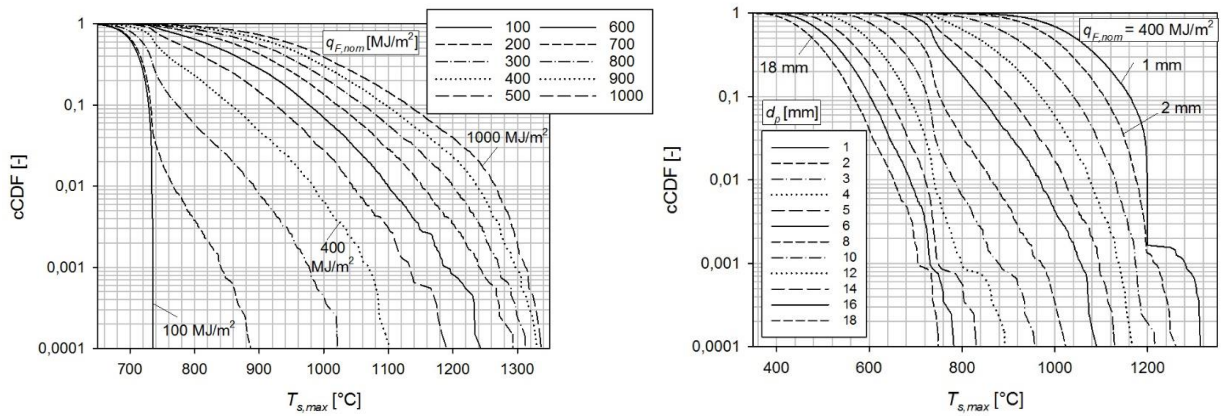 q_F,nom [MJ/m²]
100 600
200 700
300 800
400 900
500 1000
1
0,1
0,01
0,001
0,0001
cCDF [-]
1000 MJ/m²
400
MJ/m²
100 MJ/m²
700 800 900 1000 1100 1200 1300
T_s,max [°C]
q_F,nom = 400 MJ/m²
18 mm
1 mm
2 mm
d_p [mm]
1
2
3
4
5
6
8
10
12
14
16
18
1
0,1
0,01
0,001
0,0001
cCDF [-]
400 600 800 1000 1200
T_s,max [°C]